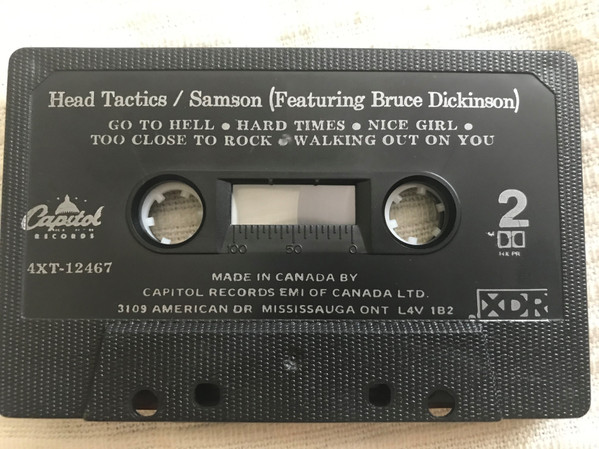 Head Tactics / Samson (Featuring Bruce Dickinson)
GO TO HELL • HARD TIMES • NICE GIRL •
TOO CLOSE TO ROCK • WALKING OUT ON YOU
Capitol
RECORDS
2
4XT-12467
100 50 0
HX PR
MADE IN CANADA BY
CAPITOL RECORDS EMI OF CANADA LTD.
3109 AMERICAN DR MISSISSAUGA ONT L4V 1B2
XDR